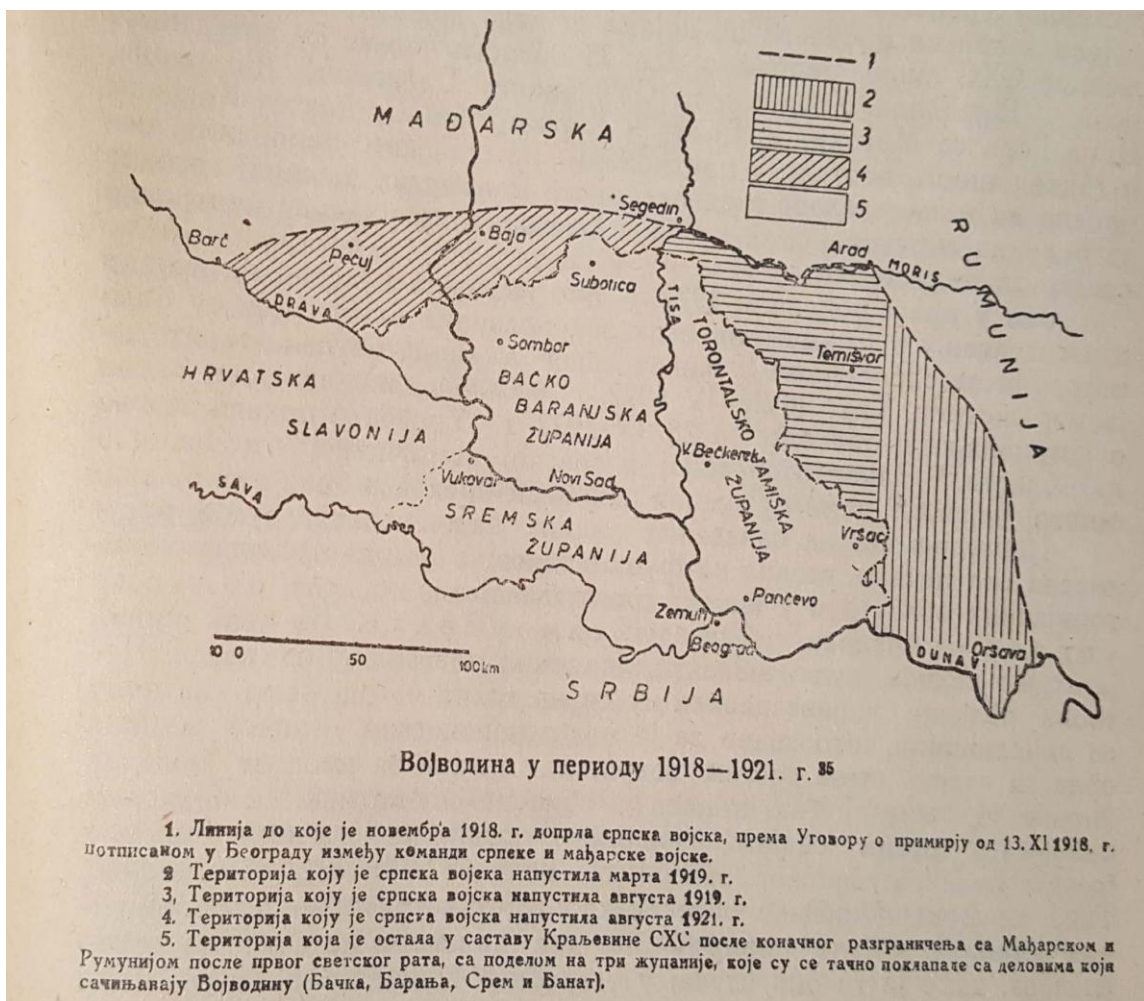 1
2
3
4
5
MAĐARSKA
RUMUNIJA
Segedin
Baja
Pečuj
Barč
Arad
MORIS
Subotica
DRAVA
TISA
Temišvar
Sombor
HRVATSKA
SLAVONIJA
BAČKO
BARANJSKA
ŽUPANIJA
TORONTALSKO
TAMIŠKA
ŽUPANIJA
V. Bečkerek
Vukovar
Novi Sad
SAVA
SREMSKA
ŽUPANIJA
Vršac
Pančevo
Zemun
Beograd
DUNAV
Oršava
10 0 50 100km
SRBIJA
Војводина у периоду 1918—1921. г. 35
1. Линија до које је новембра 1918. г. допрла српска војска, према Уговору о примирју од 13. XI 1918. г.
потписаном у Београду између команди српске и мађарске војске.
2 Територија коју је српска војека напустила марта 1919. г.
3, Територија коју је српска војска напустила августа 1919. г.
4. Територија коју је српска војска напустила августа 1921. г.
5. Територија која је остала у саставу Краљевине СХС после коначног разграничења са Мађарском и
Румунијом после првог светског рата, са поделом на три жупаније, које су се тачно поклапале са деловима који
сачињавају Војводину (Бачка, Барања, Срем и Банат).